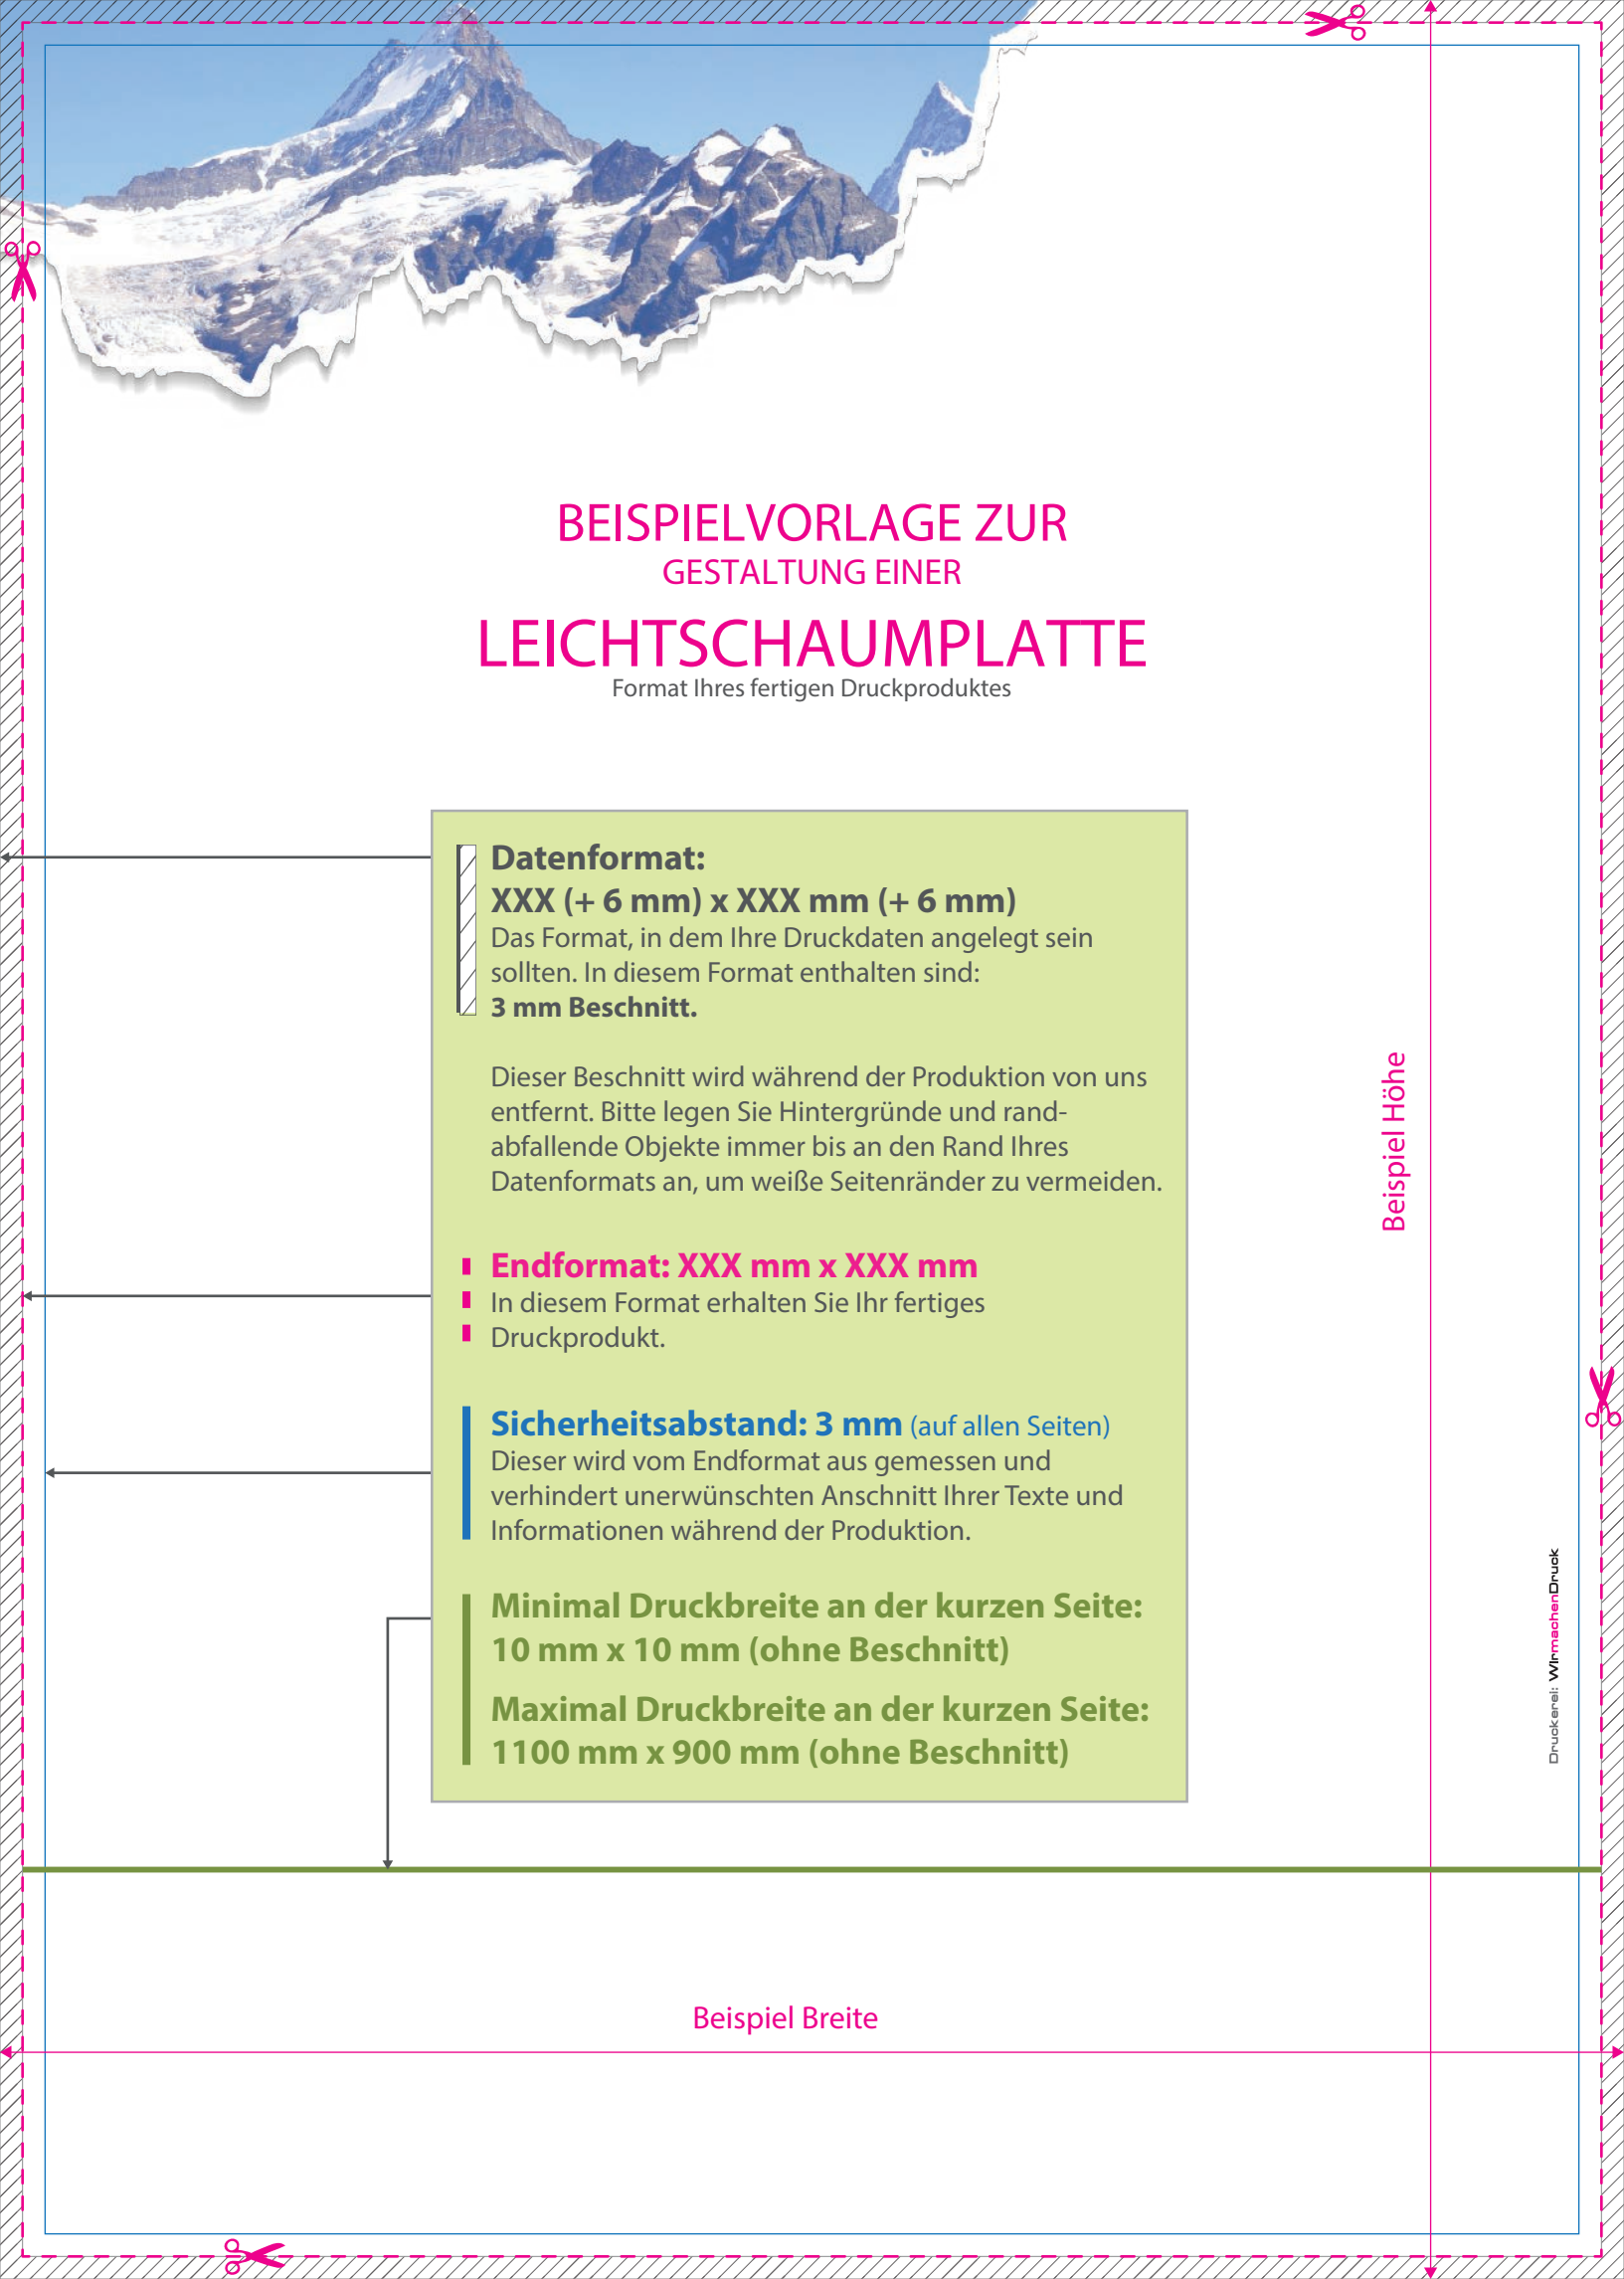 BEISPIELVORLAGE ZUR
GESTALTUNG EINER
LEICHTSCHAUMPLATTE
Format Ihres fertigen Druckproduktes
Datenformat:
XXX (+ 6 mm) x XXX mm (+ 6 mm)
Das Format, in dem Ihre Druckdaten angelegt sein
sollten. In diesem Format enthalten sind:
3 mm Beschnitt.
Dieser Beschnitt wird während der Produktion von uns
entfernt. Bitte legen Sie Hintergründe und rand-
abfallende Objekte immer bis an den Rand Ihres
Datenformats an, um weiße Seitenränder zu vermeiden.
Endformat: XXX mm x XXX mm
In diesem Format erhalten Sie Ihr fertiges
Druckprodukt.
Sicherheitsabstand: 3 mm (auf allen Seiten)
Dieser wird vom Endformat aus gemessen und
verhindert unerwünschten Anschnitt Ihrer Texte und
Informationen während der Produktion.
Minimal Druckbreite an der kurzen Seite:
10 mm x 10 mm (ohne Beschnitt)
Maximal Druckbreite an der kurzen Seite:
1100 mm x 900 mm (ohne Beschnitt)
Beispiel Höhe
Druckerei: WIrmachenDruck
Beispiel Breite